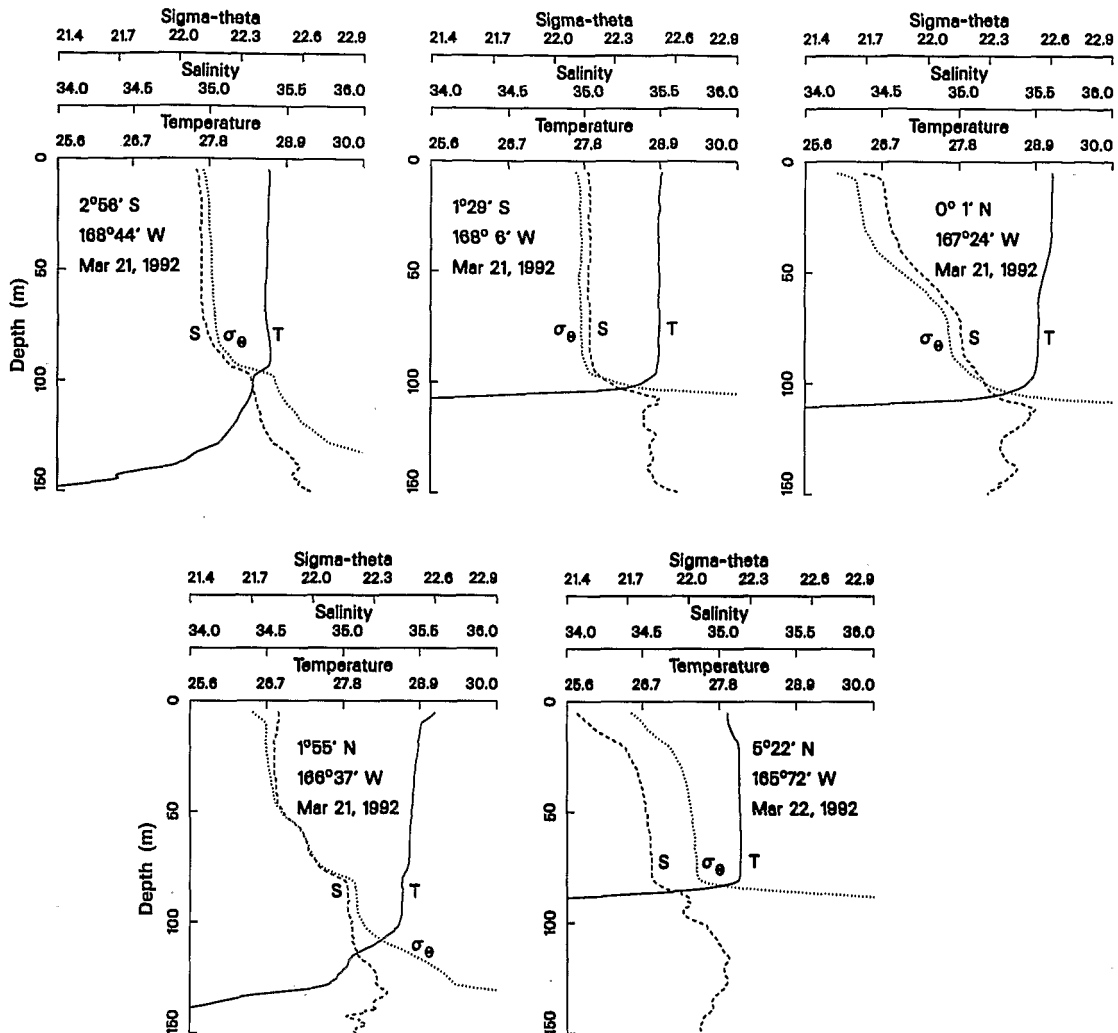 Sigma-theta
21.4 21.7 22.0 22.3 22.6 22.9
Salinity
34.0 34.5 35.0 35.5 36.0
Temperature
25.6 26.7 27.8 28.9 30.0
Depth (m)
0
50
100
150
2°56' S
168°44' W
Mar 21, 1992
S σθ T
Sigma-theta
21.4 21.7 22.0 22.3 22.6 22.9
Salinity
34.0 34.5 35.0 35.5 36.0
Temperature
25.6 26.7 27.8 28.9 30.0
0
50
100
150
1°29' S
168° 6' W
Mar 21, 1992
σθ S T
Sigma-theta
21.4 21.7 22.0 22.3 22.6 22.9
Salinity
34.0 34.5 35.0 35.5 36.0
Temperature
25.6 26.7 27.8 28.9 30.0
0
50
100
150
0° 1' N
167°24' W
Mar 21, 1992
σθ S T
Sigma-theta
21.4 21.7 22.0 22.3 22.6 22.9
Salinity
34.0 34.5 35.0 35.5 36.0
Temperature
25.6 26.7 27.8 28.9 30.0
Depth (m)
0
50
100
150
1°55' N
166°37' W
Mar 21, 1992
S T
σθ
Sigma-theta
21.4 21.7 22.0 22.3 22.6 22.9
Salinity
34.0 34.5 35.0 35.5 36.0
Temperature
25.6 26.7 27.8 28.9 30.0
0
50
100
150
5°22' N
165°72' W
Mar 22, 1992
S σθ T